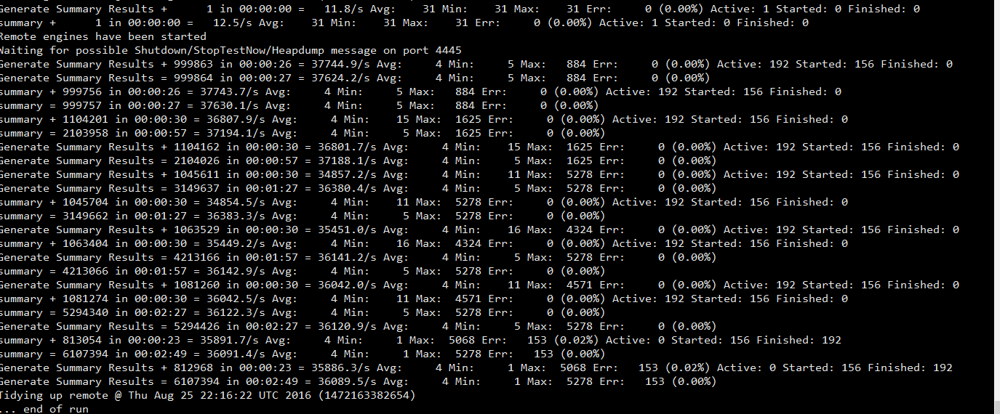 Generate Summary Results +      1 in 00:00:00 =   11.8/s Avg:    31 Min:    31 Max:    31 Err:     0 (0.00%) Active: 1 Started: 0 Finished: 0
summary +      1 in 00:00:00 =   12.5/s Avg:    31 Min:    31 Max:    31 Err:     0 (0.00%) Active: 1 Started: 0 Finished: 0
Remote engines have been started
Waiting for possible Shutdown/StopTestNow/Heapdump message on port 4445
Generate Summary Results + 999863 in 00:00:26 = 37744.9/s Avg:     4 Min:     5 Max:   884 Err:     0 (0.00%) Active: 192 Started: 156 Finished: 0
Generate Summary Results = 999864 in 00:00:27 = 37624.2/s Avg:     4 Min:     5 Max:   884 Err:     0 (0.00%)
summary + 999756 in 00:00:26 = 37743.7/s Avg:     4 Min:     5 Max:   884 Err:     0 (0.00%) Active: 192 Started: 156 Finished: 0
summary = 999757 in 00:00:27 = 37630.1/s Avg:     4 Min:     5 Max:   884 Err:     0 (0.00%)
summary + 1104201 in 00:00:30 = 36807.9/s Avg:     4 Min:    15 Max:  1625 Err:     0 (0.00%) Active: 192 Started: 156 Finished: 0
summary = 2103958 in 00:00:57 = 37194.1/s Avg:     4 Min:     5 Max:  1625 Err:     0 (0.00%)
Generate Summary Results + 1104162 in 00:00:30 = 36801.7/s Avg:     4 Min:    15 Max:  1625 Err:     0 (0.00%) Active: 192 Started: 156 Finished: 0
Generate Summary Results = 2104026 in 00:00:57 = 37188.1/s Avg:     4 Min:     5 Max:  1625 Err:     0 (0.00%)
Generate Summary Results + 1045611 in 00:00:30 = 34857.2/s Avg:     4 Min:    11 Max:  5278 Err:     0 (0.00%) Active: 192 Started: 156 Finished: 0
Generate Summary Results = 3149637 in 00:01:27 = 36380.4/s Avg:     4 Min:     5 Max:  5278 Err:     0 (0.00%)
summary + 1045704 in 00:00:30 = 34854.5/s Avg:     4 Min:    11 Max:  5278 Err:     0 (0.00%) Active: 192 Started: 156 Finished: 0
summary = 3149662 in 00:01:27 = 36383.3/s Avg:     4 Min:     5 Max:  5278 Err:     0 (0.00%)
Generate Summary Results + 1063529 in 00:00:30 = 35451.0/s Avg:     4 Min:    16 Max:  4324 Err:     0 (0.00%) Active: 192 Started: 156 Finished: 0
summary + 1063404 in 00:00:30 = 35449.2/s Avg:     4 Min:    16 Max:  4324 Err:     0 (0.00%) Active: 192 Started: 156 Finished: 0
Generate Summary Results = 4213166 in 00:01:57 = 36141.2/s Avg:     4 Min:     5 Max:  5278 Err:     0 (0.00%)
summary = 4213066 in 00:01:57 = 36142.9/s Avg:     4 Min:     5 Max:  5278 Err:     0 (0.00%)
Generate Summary Results + 1081260 in 00:00:30 = 36042.0/s Avg:     4 Min:    11 Max:  4571 Err:     0 (0.00%) Active: 192 Started: 156 Finished: 0
summary + 1081274 in 00:00:30 = 36042.5/s Avg:     4 Min:    11 Max:  4571 Err:     0 (0.00%) Active: 192 Started: 156 Finished: 0
summary = 5294340 in 00:02:27 = 36122.3/s Avg:     4 Min:     5 Max:  5278 Err:     0 (0.00%)
Generate Summary Results = 5294426 in 00:02:27 = 36120.9/s Avg:     4 Min:     5 Max:  5278 Err:     0 (0.00%)
summary + 813054 in 00:00:23 = 35891.7/s Avg:     4 Min:     1 Max:  5068 Err:   153 (0.02%) Active: 0 Started: 156 Finished: 192
summary = 6107394 in 00:02:49 = 36091.4/s Avg:     4 Min:     1 Max:  5278 Err:   153 (0.00%)
Generate Summary Results + 812968 in 00:00:23 = 35886.3/s Avg:     4 Min:     1 Max:  5068 Err:   153 (0.02%) Active: 0 Started: 156 Finished: 192
Generate Summary Results = 6107394 in 00:02:49 = 36089.5/s Avg:     4 Min:     1 Max:  5278 Err:   153 (0.00%)
Tidying up remote @ Thu Aug 25 22:16:22 UTC 2016 (1472163382654)
... end of run